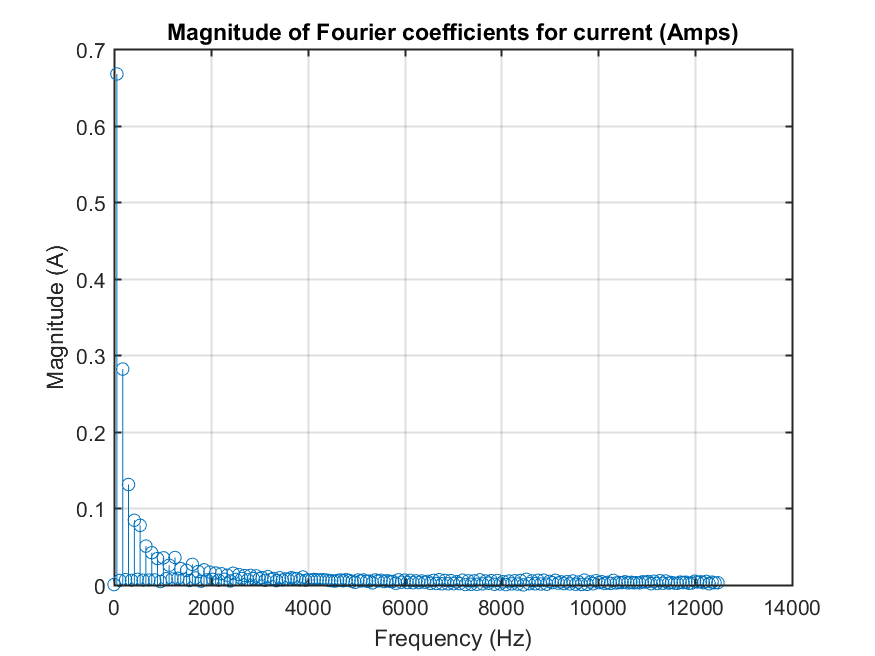 Magnitude of Fourier coefficients for current (Amps)
0.7
0.6
0.5
0.4
0.3
0.2
0.1
0
Magnitude (A)
0 2000 4000 6000 8000 10000 12000 14000
Frequency (Hz)